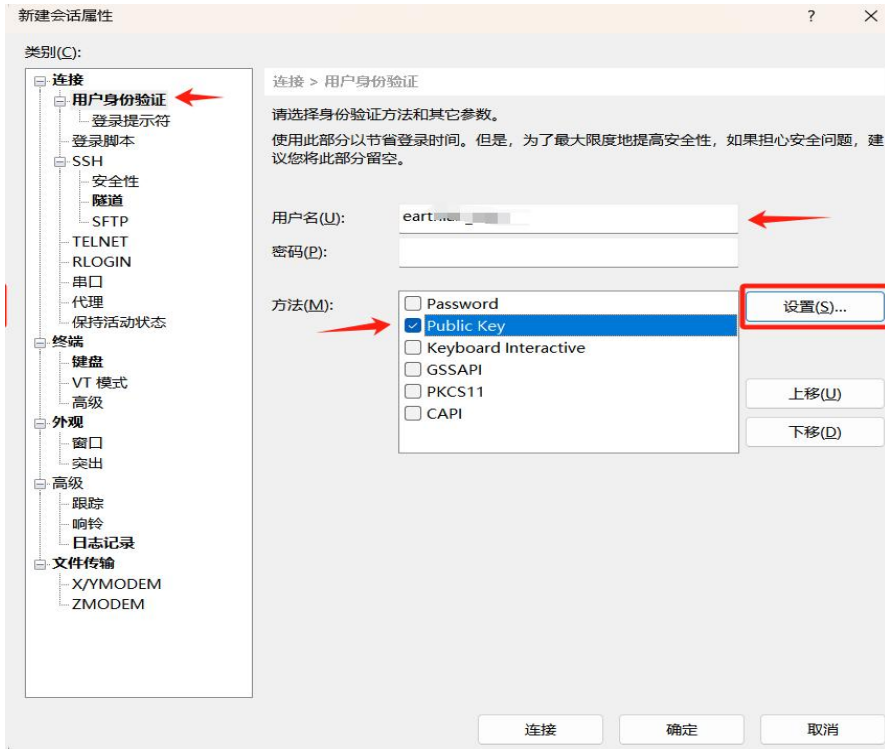 新建会话属性
?
类别(C):
连接
用户身份验证
登录提示符
登录脚本
SSH
安全性
隧道
SFTP
TELNET
RLOGIN
串口
代理
保持活动状态
终端
键盘
VT 模式
高级
外观
窗口
突出
高级
跟踪
响铃
日志记录
文件传输
X/YMODEM
ZMODEM
连接 > 用户身份验证
请选择身份验证方法和其它参数。
使用此部分以节省登录时间。但是，为了最大限度地提高安全性，如果担心安全问题，建
议您将此部分留空。
用户名(U):
密码(P):
方法(M):
Password
Public Key
Keyboard Interactive
GSSAPI
PKCS11
CAPI
设置(S)...
上移(U)
下移(D)
连接
确定
取消